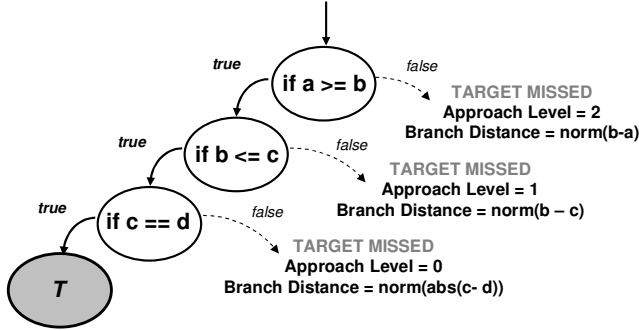 true
false
if a >= b
TARGET MISSED
Approach Level = 2
Branch Distance = norm(b-a)
true
false
if b <= c
TARGET MISSED
Approach Level = 1
Branch Distance = norm(b – c)
true
false
if c == d
TARGET MISSED
Approach Level = 0
Branch Distance = norm(abs(c- d))
T